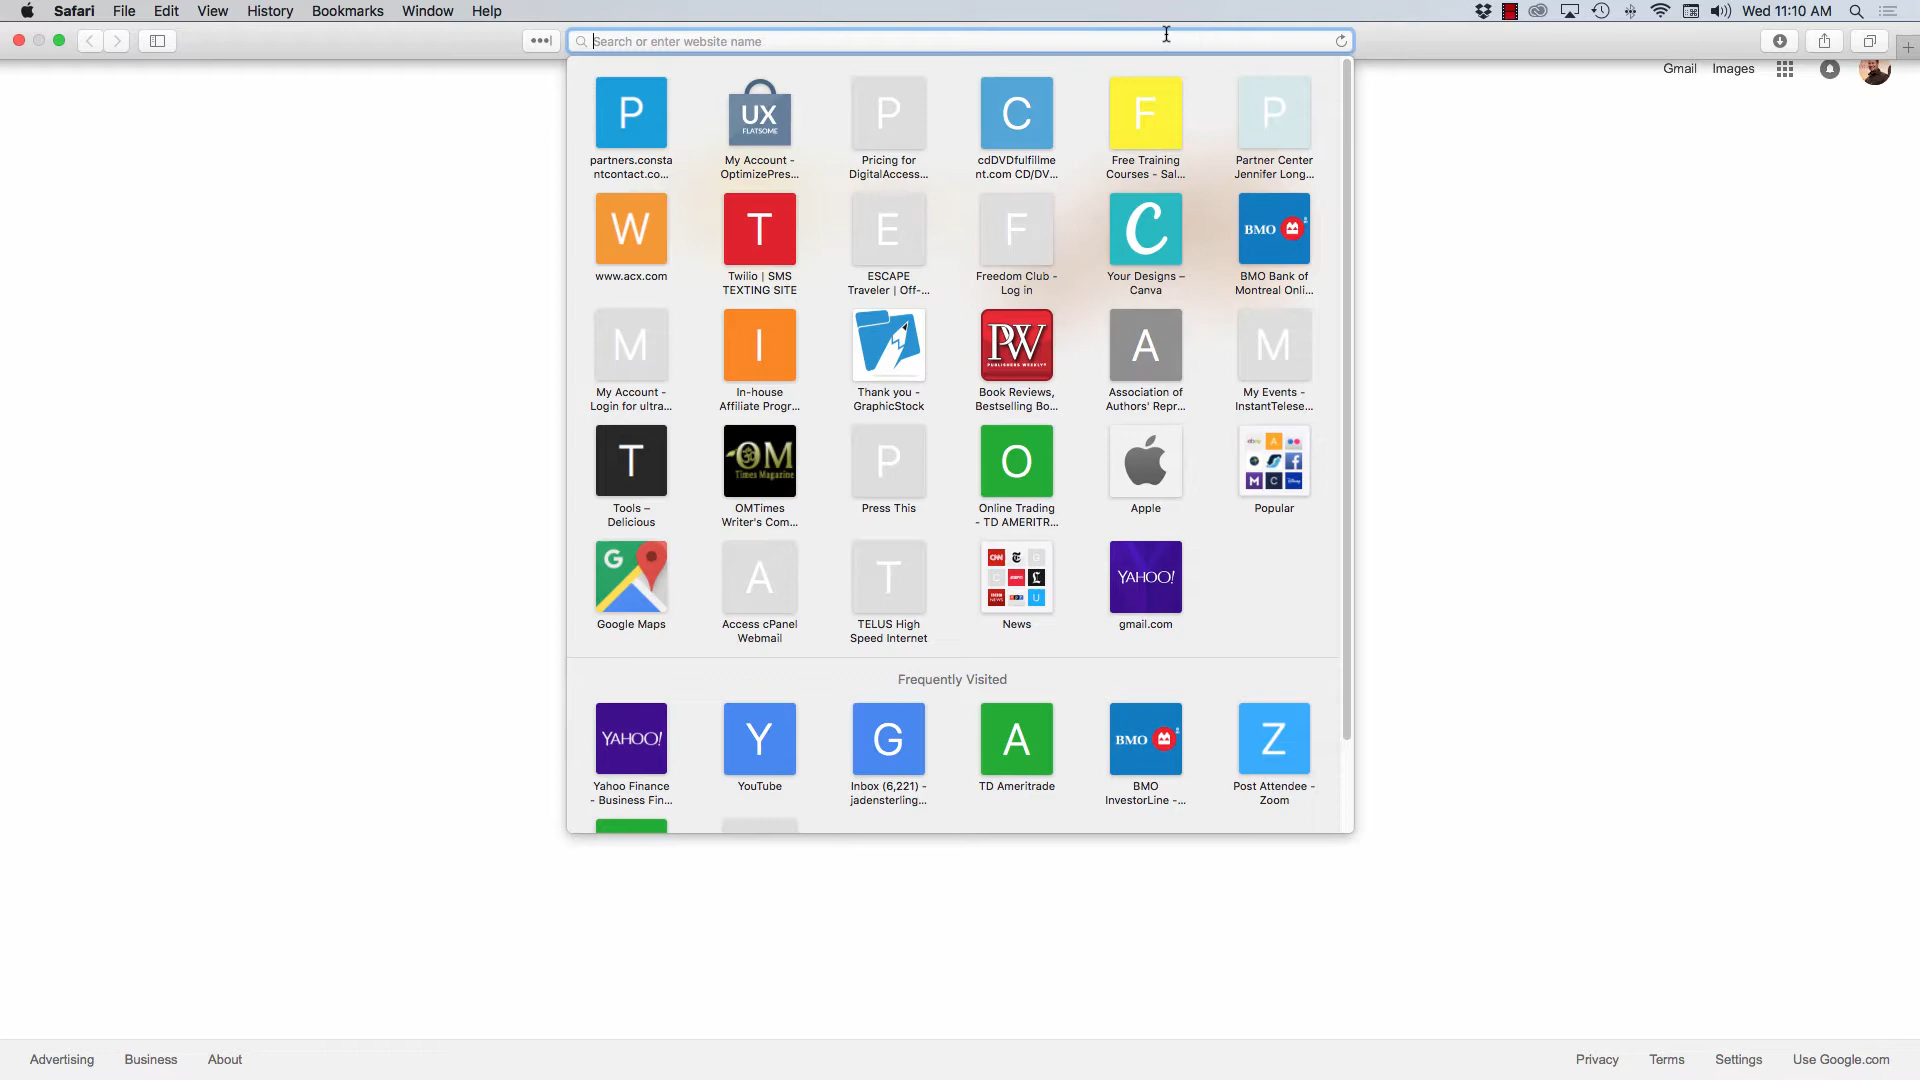 Safari File Edit View History Bookmarks Window Help Wed 11:10 AM
Search or enter website name
Gmail Images
P UX FLATSOME P C F P
partners.consta
ntcontact.co...
My Account -
OptimizePres...
Pricing for
DigitalAccess...
cdDVDfulfillme
nt.com CD/DV...
Free Training
Courses - Sal...
Partner Center
Jennifer Long...
W T E F C BMO
www.acx.com
Twilio | SMS
TEXTING SITE
ESCAPE
Traveler | Off-...
Freedom Club -
Log in
Your Designs –
Canva
BMO Bank of
Montreal Onli...
M I PW PUBLISHERS WEEKLY A M
My Account -
Login for ultra...
In-house
Affiliate Progr...
Thank you -
GraphicStock
Book Reviews,
Bestselling Bo...
Association of
Authors' Repr...
My Events -
InstantTelese...
T OM Times Magazine P O
Tools –
Delicious
OMTimes
Writer's Com...
Press This
Online Trading
- TD AMERITR...
Apple
Popular
G A T YAHOO!
Google Maps
Access cPanel
Webmail
TELUS High
Speed Internet
News
gmail.com
Frequently Visited
YAHOO! Y G A BMO Z
Yahoo Finance
- Business Fin...
YouTube
Inbox (6,221) -
jadensterling...
TD Ameritrade
BMO
InvestorLine -...
Post Attendee -
Zoom
Advertising Business About Privacy Terms Settings Use Google.com